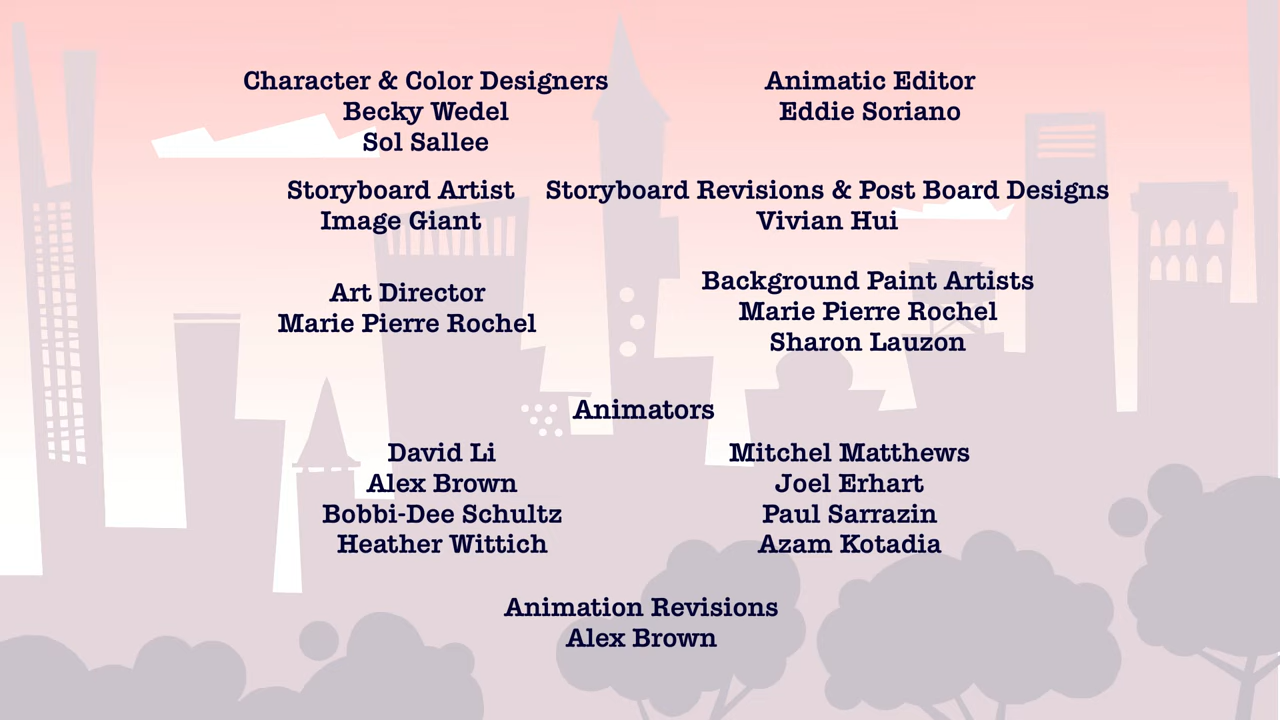 Character & Color Designers
Becky Wedel
Sol Sallee
Animatic Editor
Eddie Soriano
Storyboard Artist
Image Giant
Storyboard Revisions & Post Board Designs
Vivian Hui
Art Director
Marie Pierre Rochel
Background Paint Artists
Marie Pierre Rochel
Sharon Lauzon
Animators
David Li
Alex Brown
Bobbi-Dee Schultz
Heather Wittich
Mitchel Matthews
Joel Erhart
Paul Sarrazin
Azam Kotadia
Animation Revisions
Alex Brown